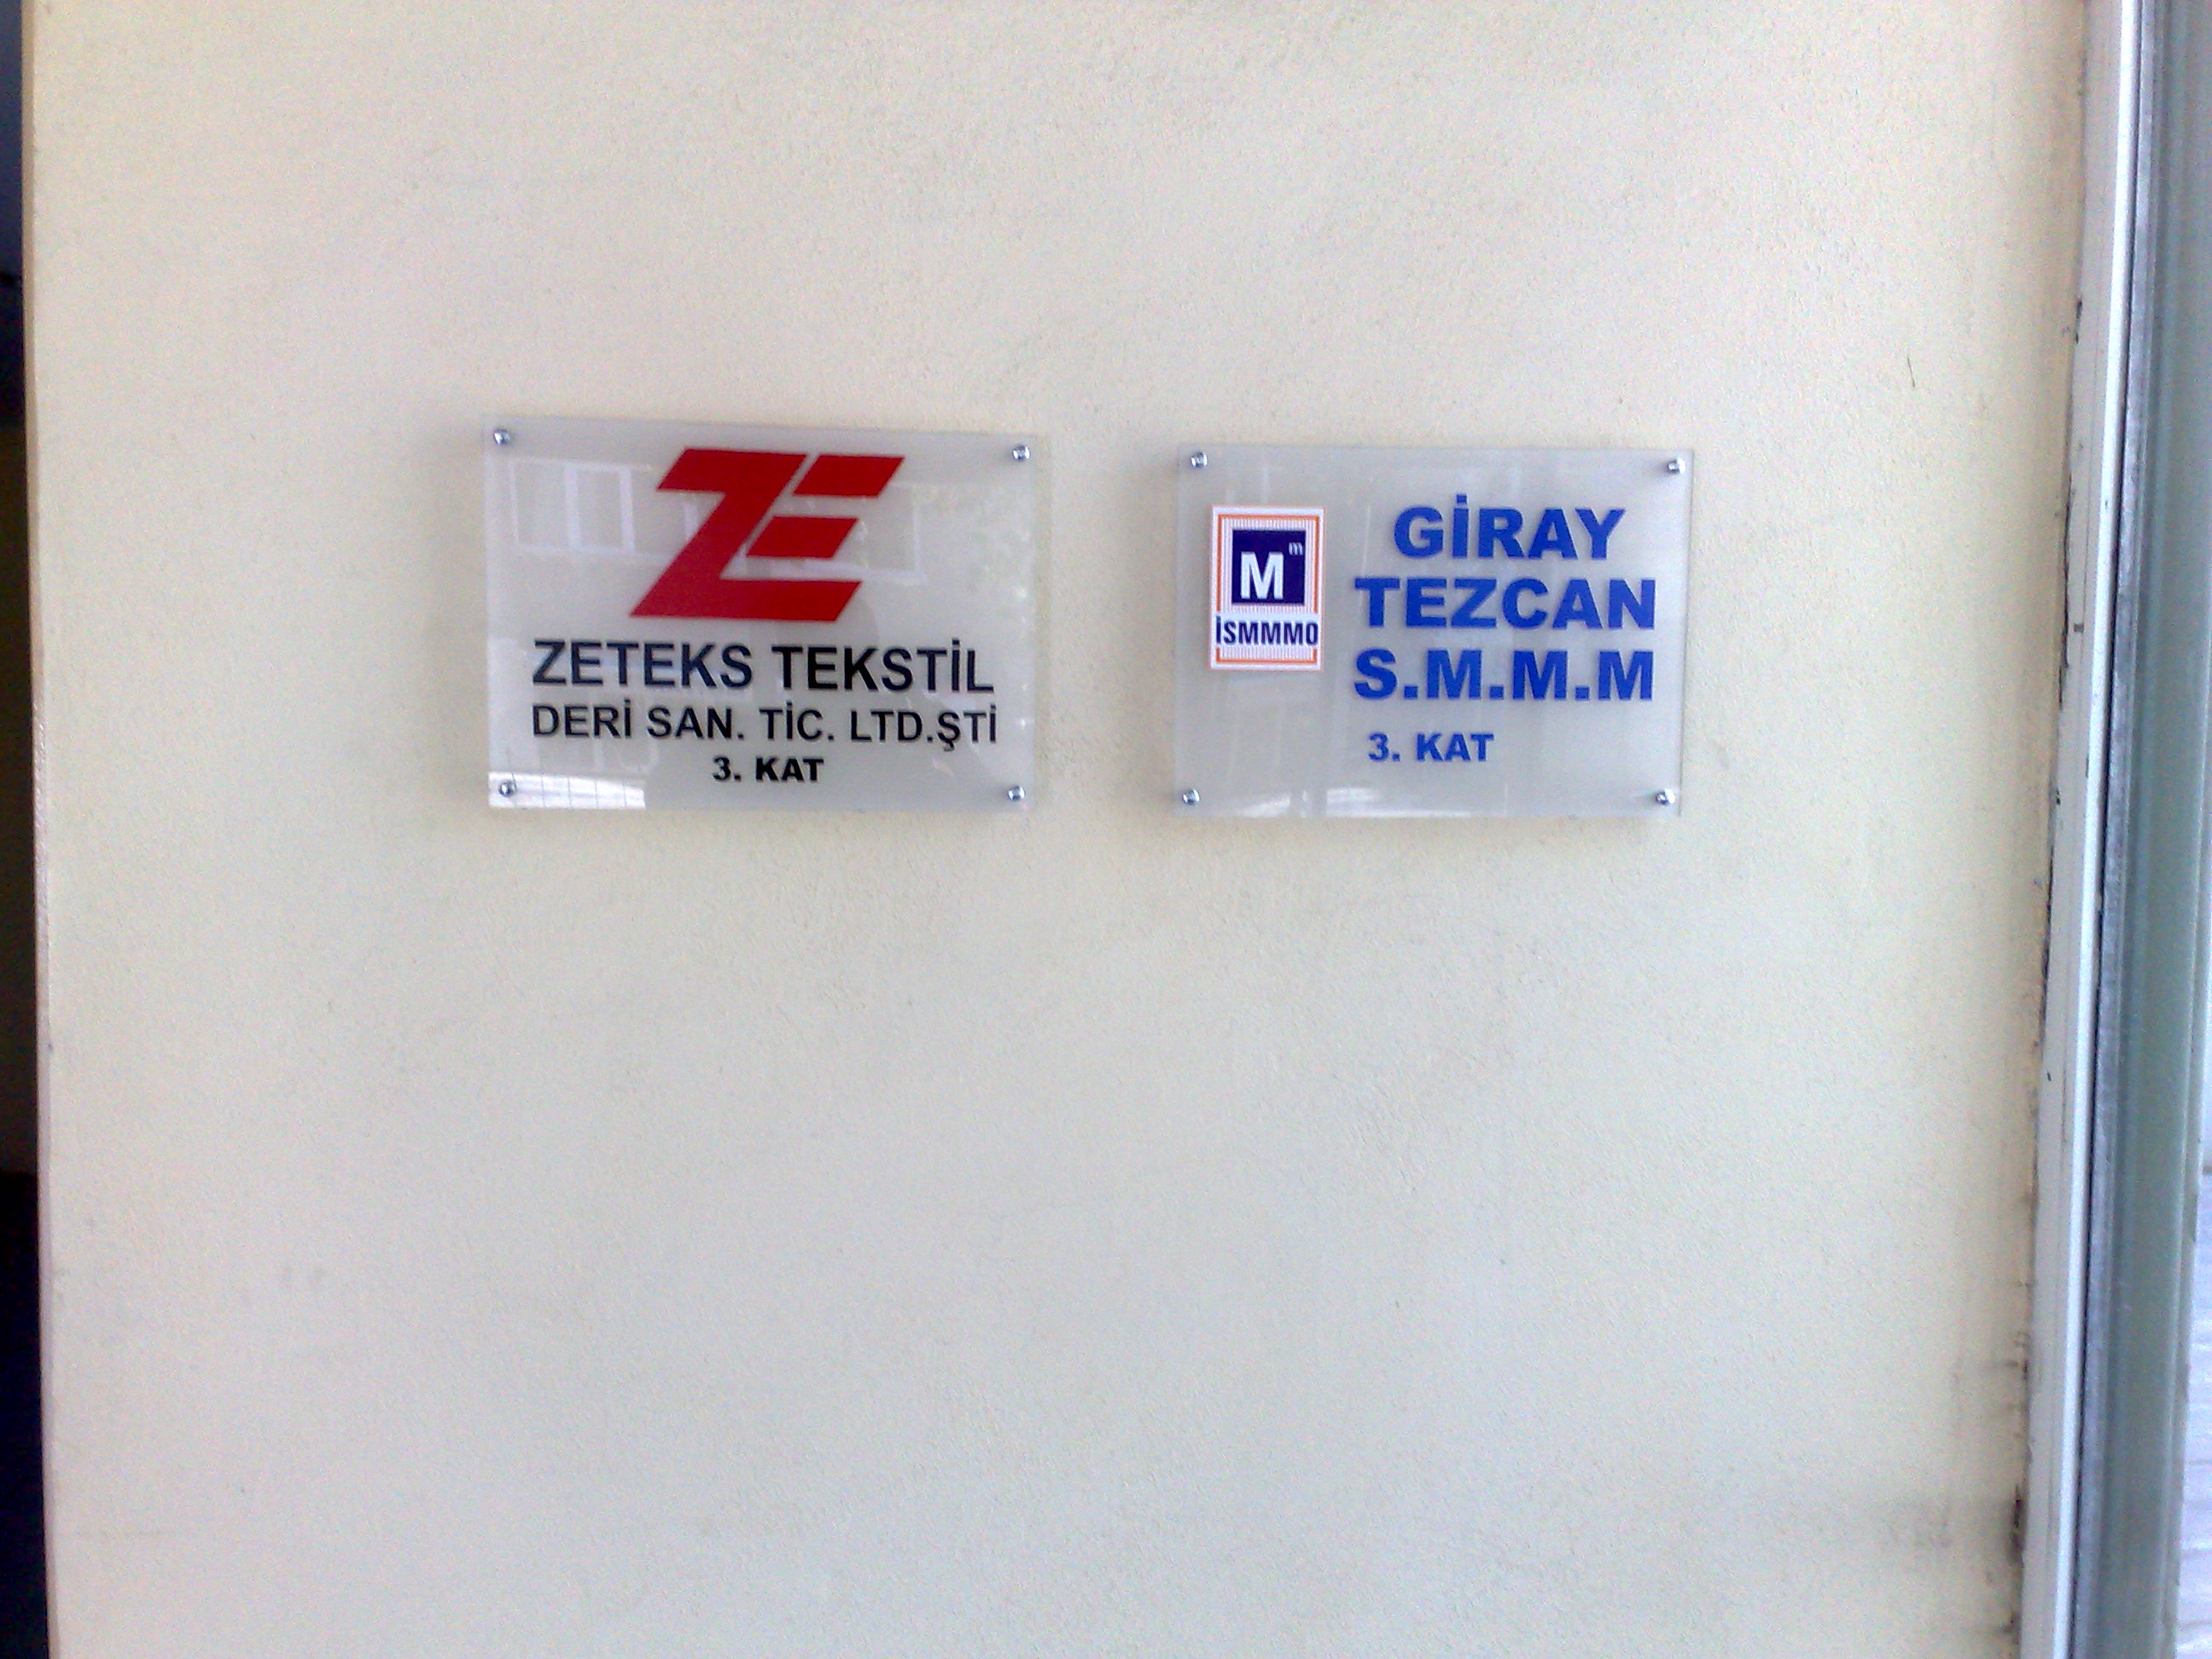 ZE
ZETEKS TEKSTİL
DERİ SAN. TİC. LTD.ŞTİ
3. KAT
M m
İSMMMO
GİRAY
TEZCAN
S.M.M.M
3. KAT